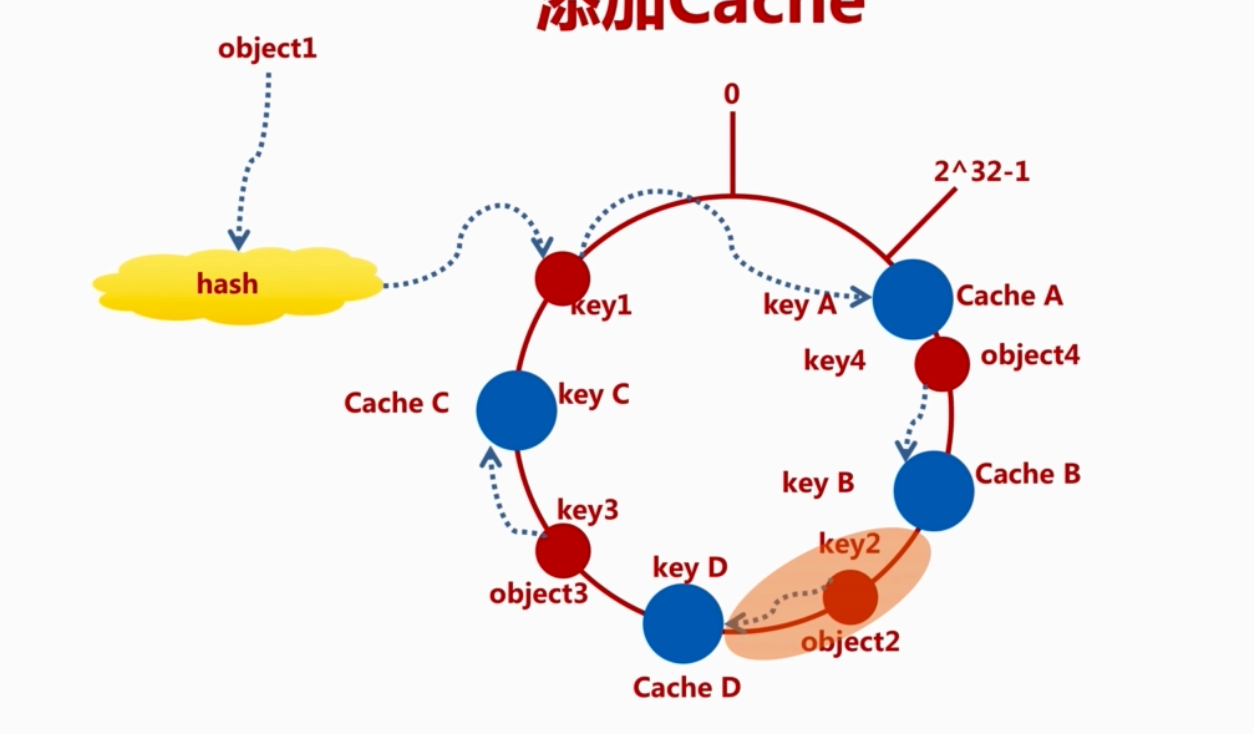 添加Cache
object1
0
2^32-1
hash
key1
key A
Cache A
key4
object4
Cache C
key C
key B
Cache B
key3
key2
key D
object3
object2
Cache D